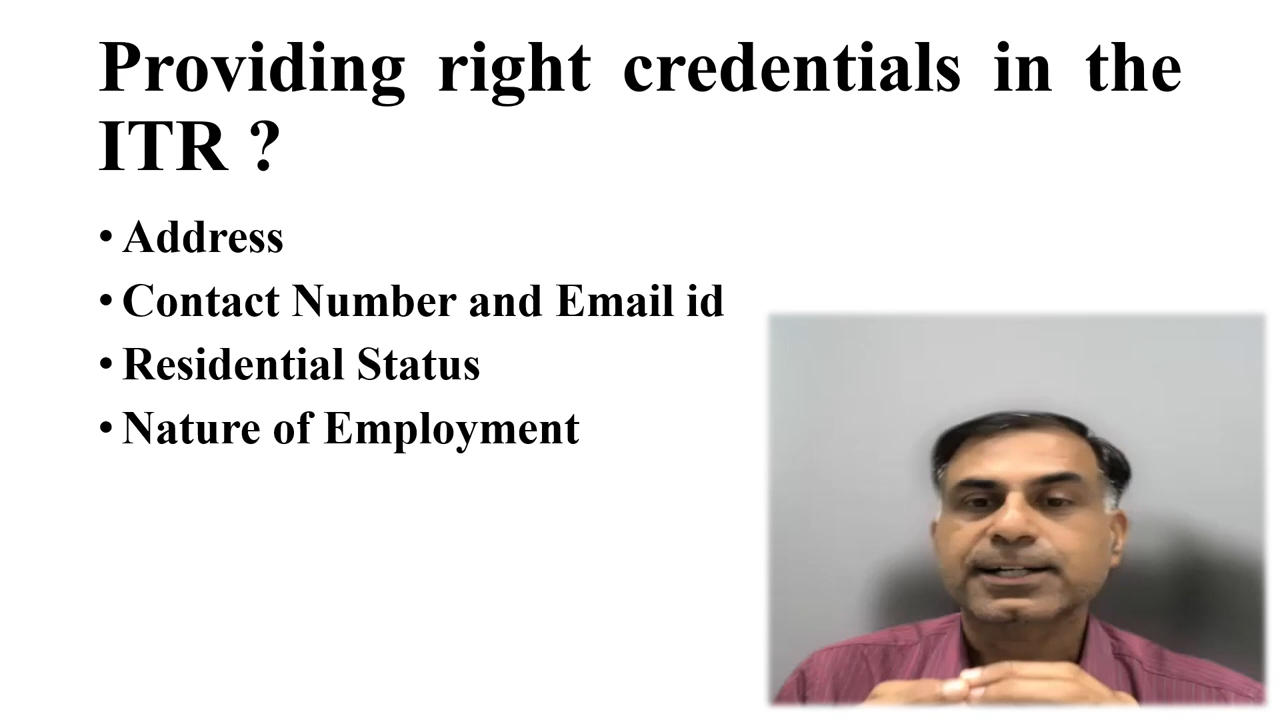 Providing right credentials in the
ITR ?
• Address
• Contact Number and Email id
• Residential Status
• Nature of Employment